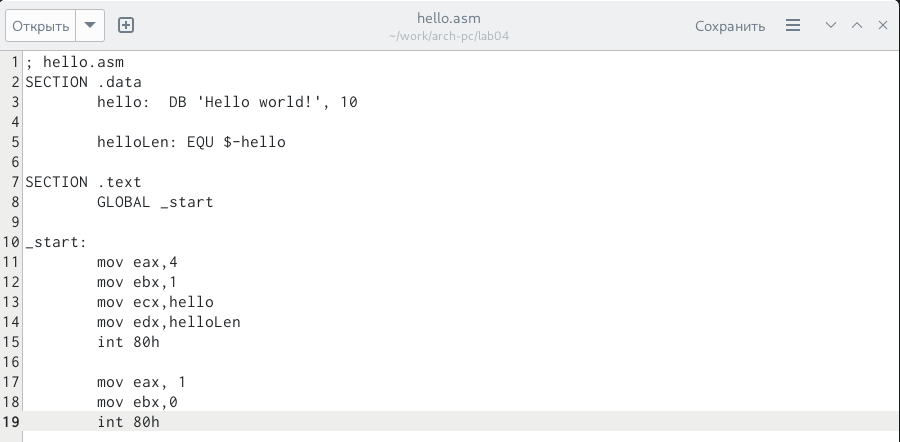 Открыть
hello.asm
~/work/arch-pc/lab04
Сохранить
1 ; hello.asm
2 SECTION .data
3         hello:  DB 'Hello world!', 10
4
5         helloLen: EQU $-hello
6
7 SECTION .text
8         GLOBAL _start
9
10 _start:
11         mov eax,4
12         mov ebx,1
13         mov ecx,hello
14         mov edx,helloLen
15         int 80h
16
17         mov eax, 1
18         mov ebx,0
19         int 80h